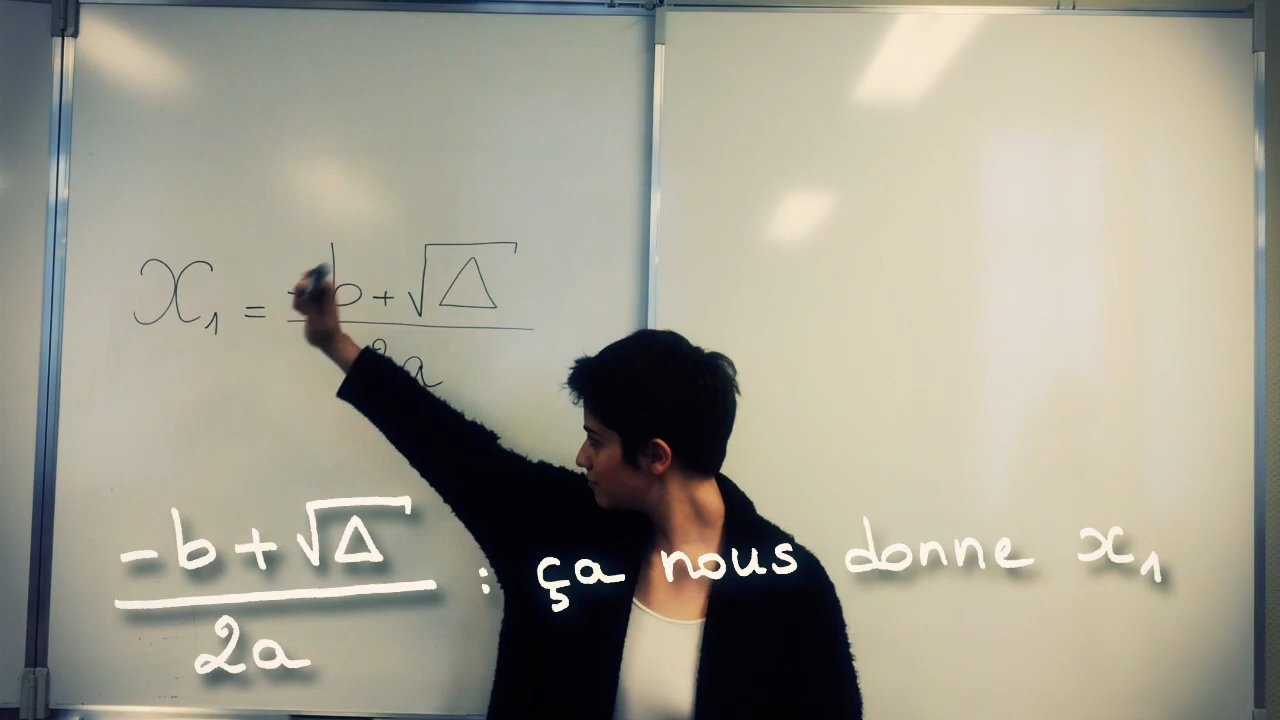 x₁ = -b + √Δ
2a
-b + √Δ
2a
: ça nous donne x₁